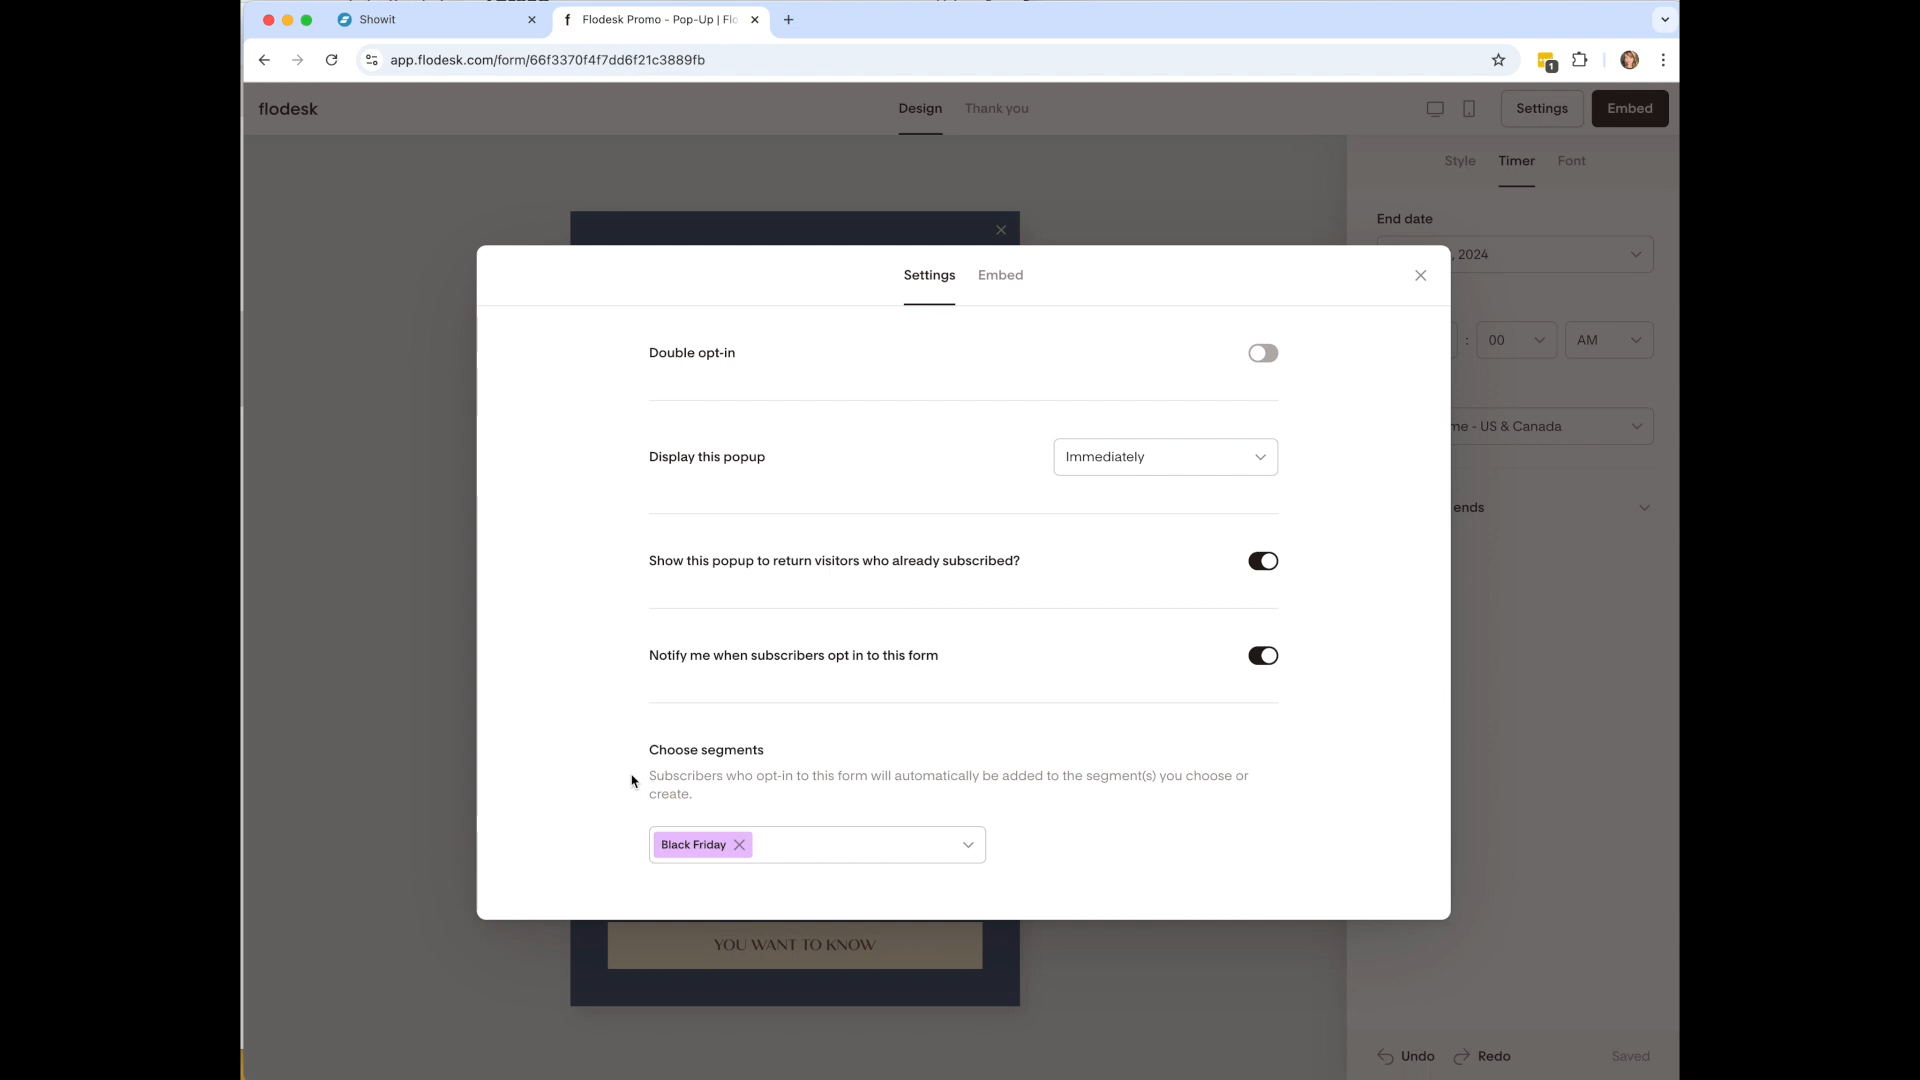 Showit
Flodesk Promo - Pop-Up | Flo
app.flodesk.com/form/66f3370f4f7dd6f21c3889fb
1
flodesk
Design
Thank you
Settings
Embed
Style
Timer
Font
End date
, 2024
: 00
AM
me - US & Canada
ends
Settings
Embed
Double opt-in
Display this popup
Immediately
Show this popup to return visitors who already subscribed?
Notify me when subscribers opt in to this form
Choose segments
Subscribers who opt-in to this form will automatically be added to the segment(s) you choose or
create.
Black Friday
YOU WANT TO KNOW
Undo
Redo
Saved